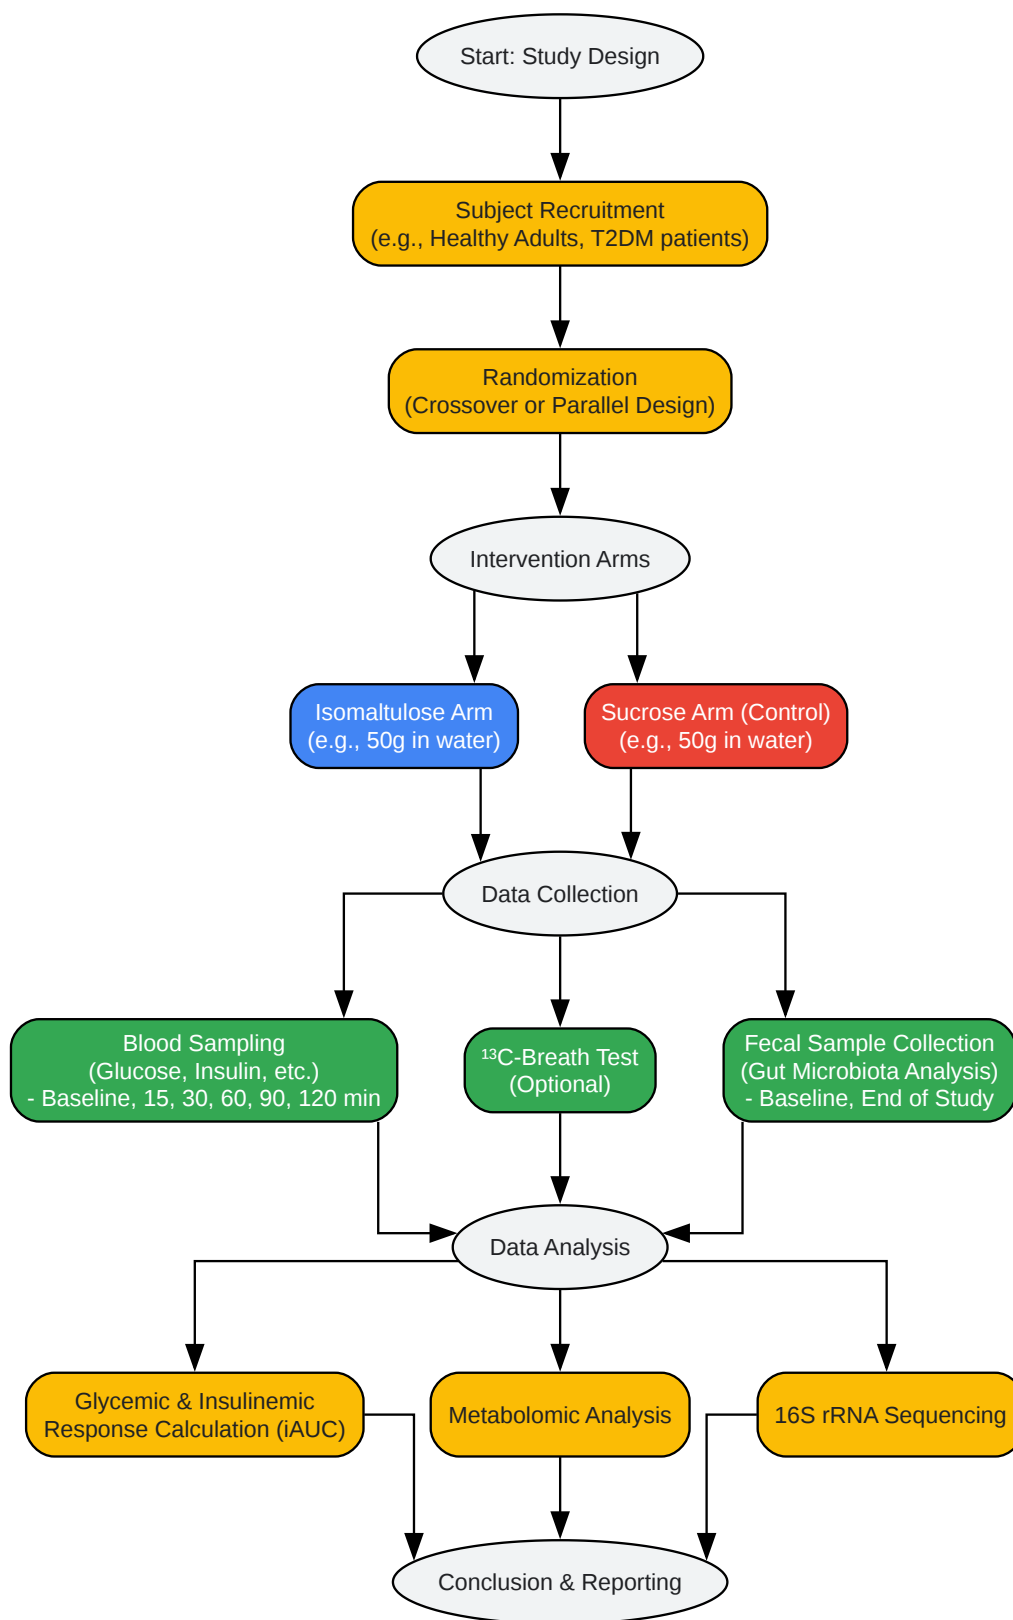 Start: Study Design
Subject Recruitment
(e.g., Healthy Adults, T2DM patients)
Randomization
(Crossover or Parallel Design)
Intervention Arms
Isomaltulose Arm
(e.g., 50g in water)
Sucrose Arm (Control)
(e.g., 50g in water)
Data Collection
Blood Sampling
(Glucose, Insulin, etc.)
- Baseline, 15, 30, 60, 90, 120 min
¹³C-Breath Test
(Optional)
Fecal Sample Collection
(Gut Microbiota Analysis)
- Baseline, End of Study
Data Analysis
Glycemic & Insulinemic
Response Calculation (iAUC)
Metabolomic Analysis
16S rRNA Sequencing
Conclusion & Reporting